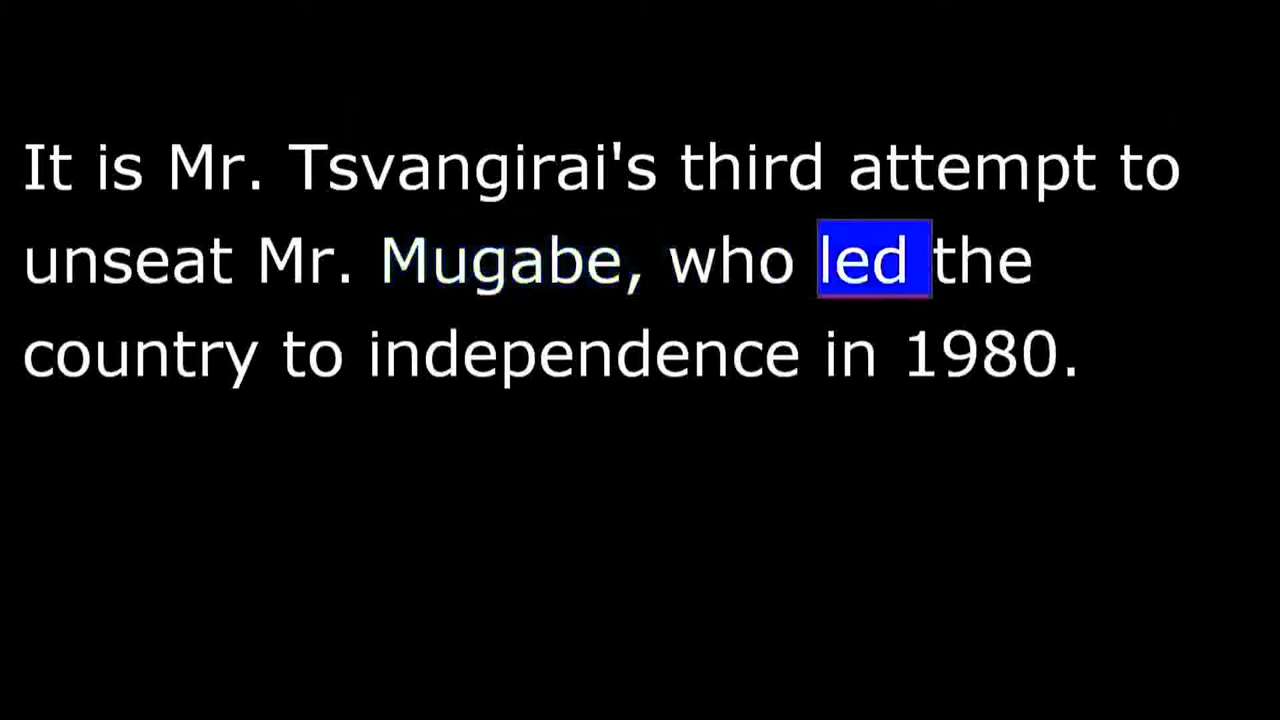 It is Mr. Tsvangirai's third attempt to
unseat Mr. Mugabe, who led the
country to independence in 1980.